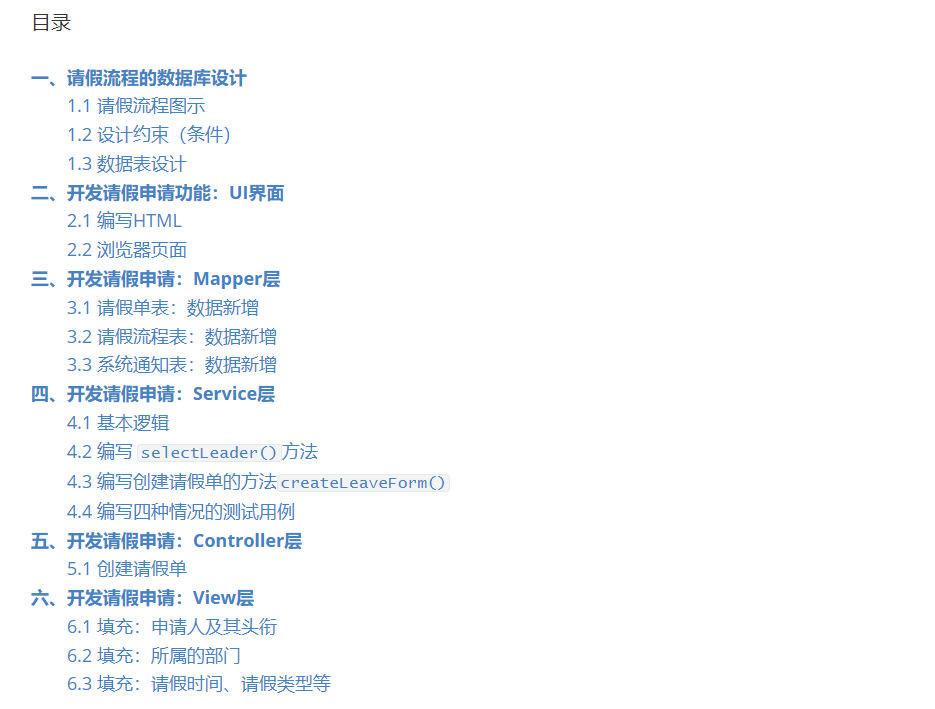 目录
一、请假流程的数据库设计
1.1 请假流程图示
1.2 设计约束（条件）
1.3 数据表设计
二、开发请假申请功能：UI界面
2.1 编写HTML
2.2 浏览器页面
三、开发请假申请：Mapper层
3.1 请假单表：数据新增
3.2 请假流程表：数据新增
3.3 系统通知表：数据新增
四、开发请假申请：Service层
4.1 基本逻辑
4.2 编写 selectLeader() 方法
4.3 编写创建请假单的方法 createLeaveForm()
4.4 编写四种情况的测试用例
五、开发请假申请：Controller层
5.1 创建请假单
六、开发请假申请：View层
6.1 填充：申请人及其头衔
6.2 填充：所属的部门
6.3 填充：请假时间、请假类型等